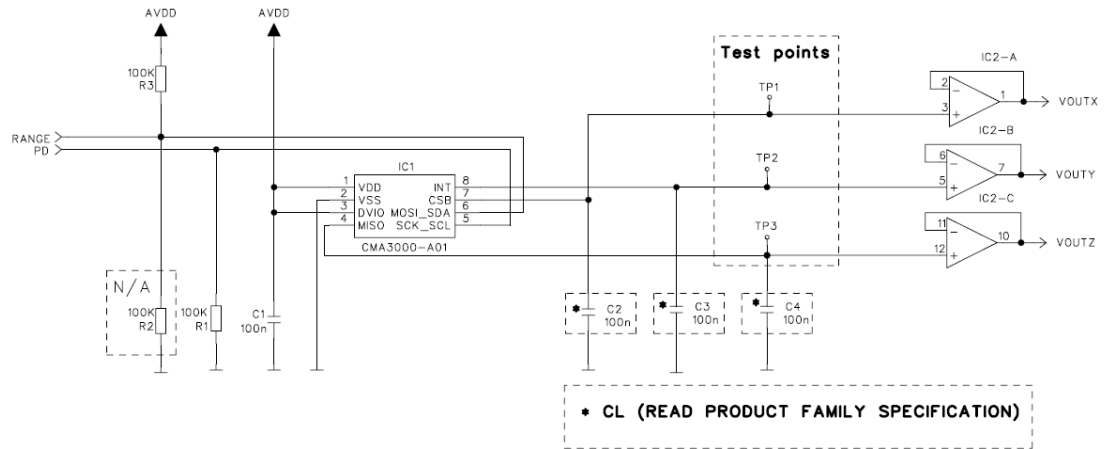 AVDD
AVDD
Test points
IC2-A
100K
R3
TP1
2
−
1
VOUTX
3
+
RANGE
PD
IC2-B
IC1
TP2
6
−
7
VOUTY
5
+
1 VDD INT 8
2 VSS CSB 7
3 DVIO MOSI_SDA 6
4 MISO SCK_SCL 5
CMA3000-A01
IC2-C
TP3
11
−
10
VOUTZ
12
+
N/A
100K
R2
100K
R1
C1
100n
* C2
100n
* C3
100n
* C4
100n
* CL (READ PRODUCT FAMILY SPECIFICATION)